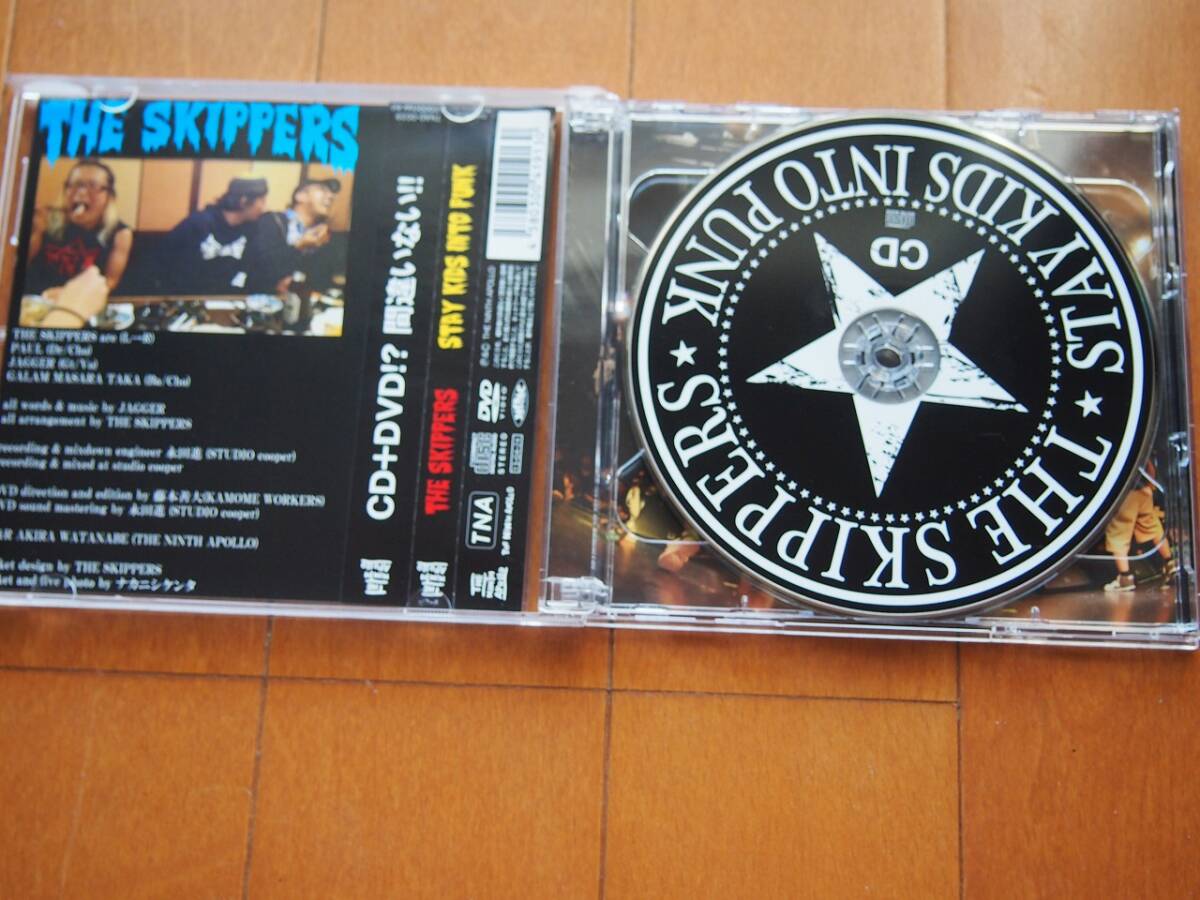 THE SKIPPERS
THE SKIPPERS are (L→R)
PAUL (Dr/Cho)
JAGGER (Gt/Vo)
GALAM MASARA TAKA (Ba/Cho)
all words & music by JAGGER
all arrangement by THE SKIPPERS
recording & mixdown engineer 永田進 (STUDIO cooper)
recording & mixed at studio cooper
DVD direction and edition by 藤本善大(KAMOME WORKERS)
DVD sound mastering by 永田進 (STUDIO cooper)
AR AKIRA WATANABE (THE NINTH APOLLO)
ket design by THE SKIPPERS
ket and live photo by ナカニシケンタ
CD+DVD!? 間違いない!!
THE SKIPPERS STAY KIDS INTO PUNK
DVD
VIDEO
STEREO
TNA
THE SKIPPERS ★ STAY KIDS INTO PUNK ★
CD